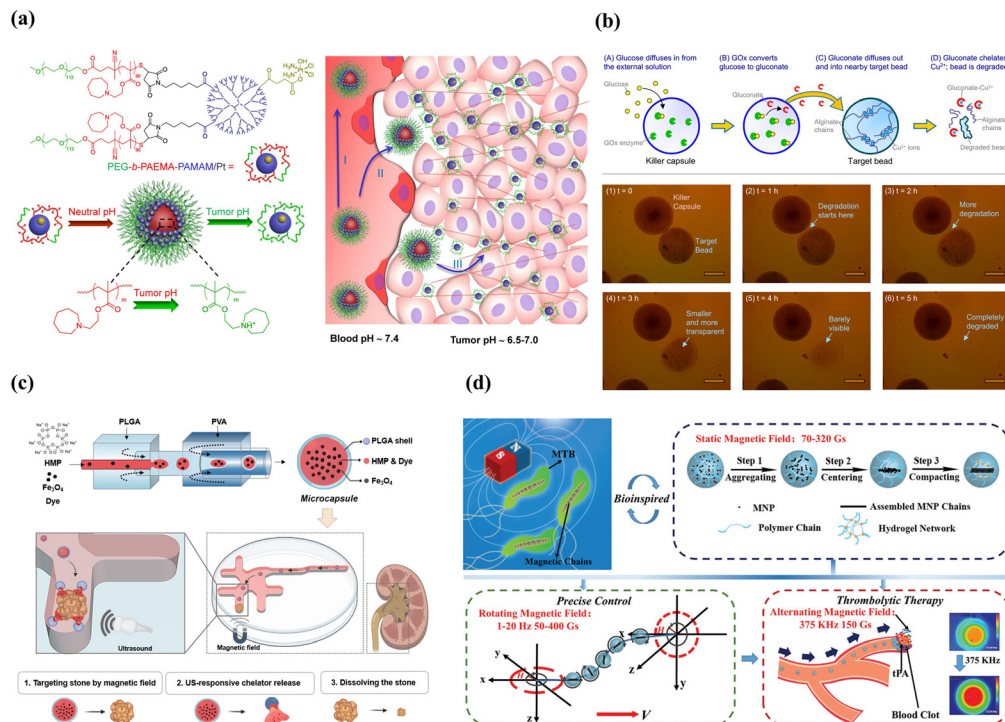 (a)
PEG-b-PAEMA-PAMAM/Pt =
Neutral pH
Tumor pH
Tumor pH
I
II
III
Blood pH ~ 7.4
Tumor pH ~ 6.5-7.0
(b)
(A) Glucose diffuses in from
the external solution
(B) GOx converts
glucose to gluconate
(C) Gluconate diffuses out
and into nearby target bead
(D) Gluconate chelates
Cu2+; bead is degraded
Glucose
GOx enzyme
Killer capsule
Gluconate
Alginate
chains
Cu2+ ions
Target bead
Gluconate-Cu2+
Alginate
chains
Degraded bead
(1) t = 0
Killer
Capsule
Target
Bead
(2) t = 1 h
Degradation
starts here
(3) t = 2 h
More
degradation
(4) t = 3 h
Smaller and
more
transparent
(5) t = 4 h
Barely
visible
(6) t = 5 h
Completely
degraded
(c)
PLGA
PVA
HMP
Fe3O4
Dye
PLGA shell
HMP & Dye
Fe3O4
Microcapsule
Ultrasound
Magnetic field
1. Targeting stone by magnetic field
2. US-responsive chelator release
3. Dissolving the stone
(d)
S
N
MTB
Magnetic Chains
Bioinspired
Static Magnetic Field: 70-320 Gs
Step 1
Aggregating
Step 2
Centering
Step 3
Compacting
MNP
Assembled MNP Chains
Polymer Chain
Hydrogel Network
Precise Control
Rotating Magnetic Field:
1-20 Hz 50-400 Gs
x
y
z
H
x
y
z
H
V
Thrombolytic Therapy
Alternating Magnetic Field:
375 KHz 150 Gs
tPA
Blood Clot
375 KHz